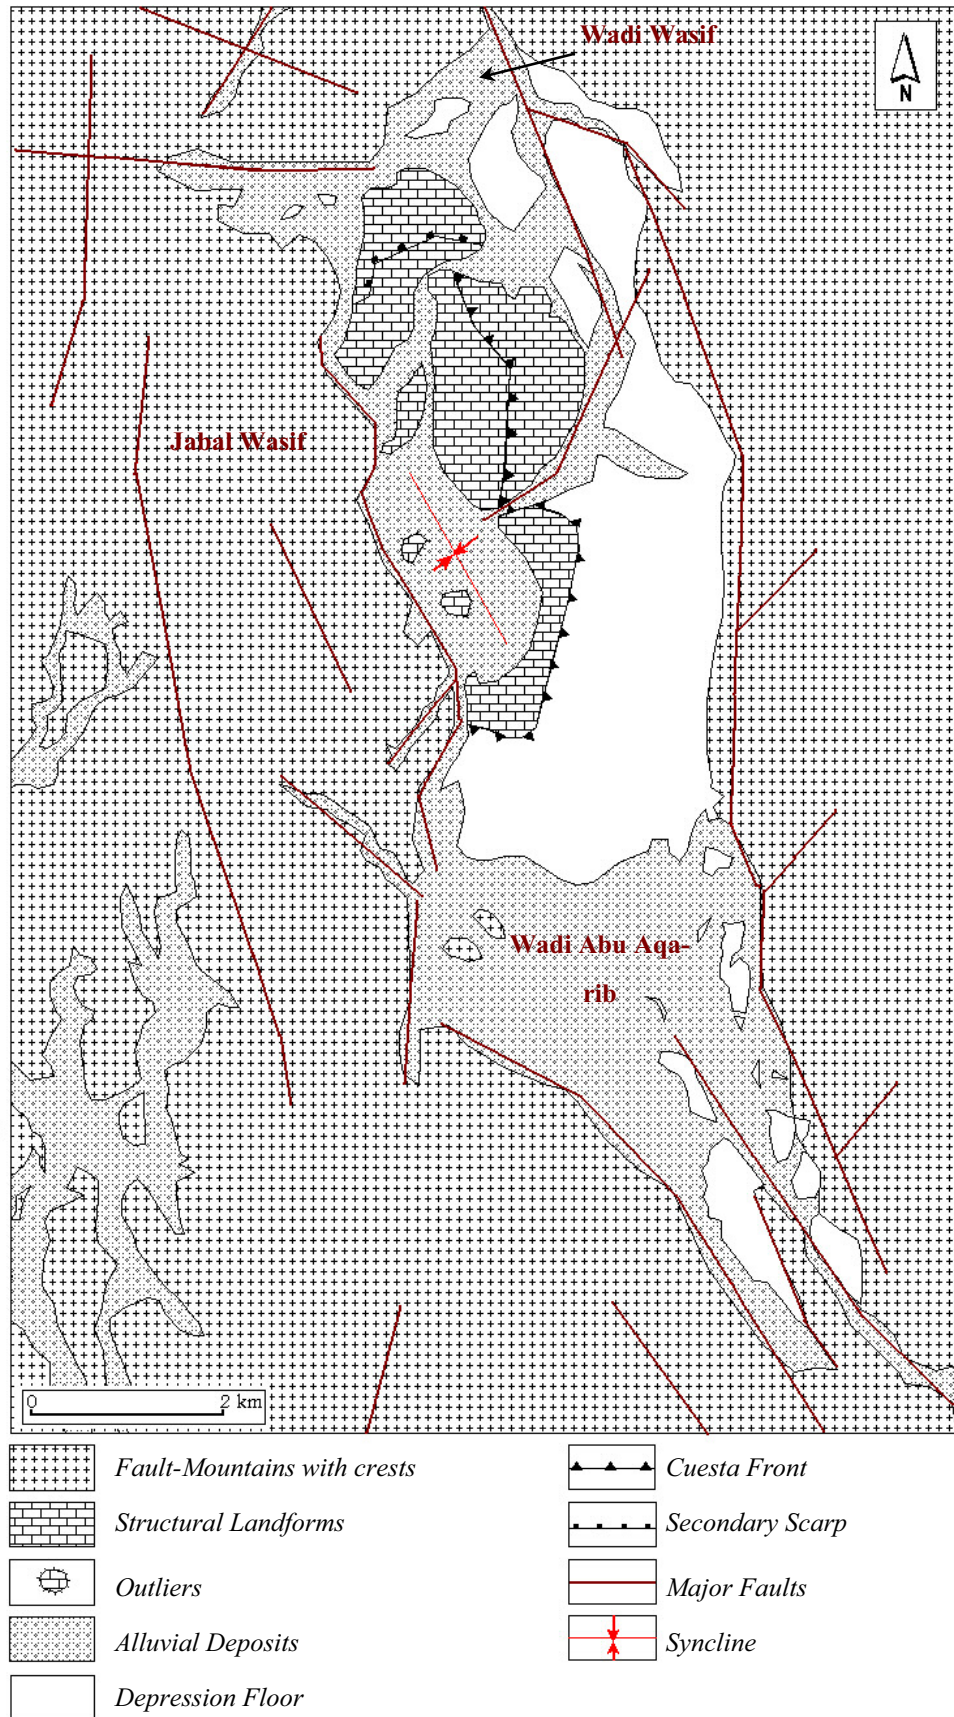 Wadi Wasif
N
Jabal Wasif
Wadi Abu Aqa-
rib
0 2 km
Fault-Mountains with crests
Structural Landforms
Outliers
Alluvial Deposits
Depression Floor
Cuesta Front
Secondary Scarp
Major Faults
Syncline